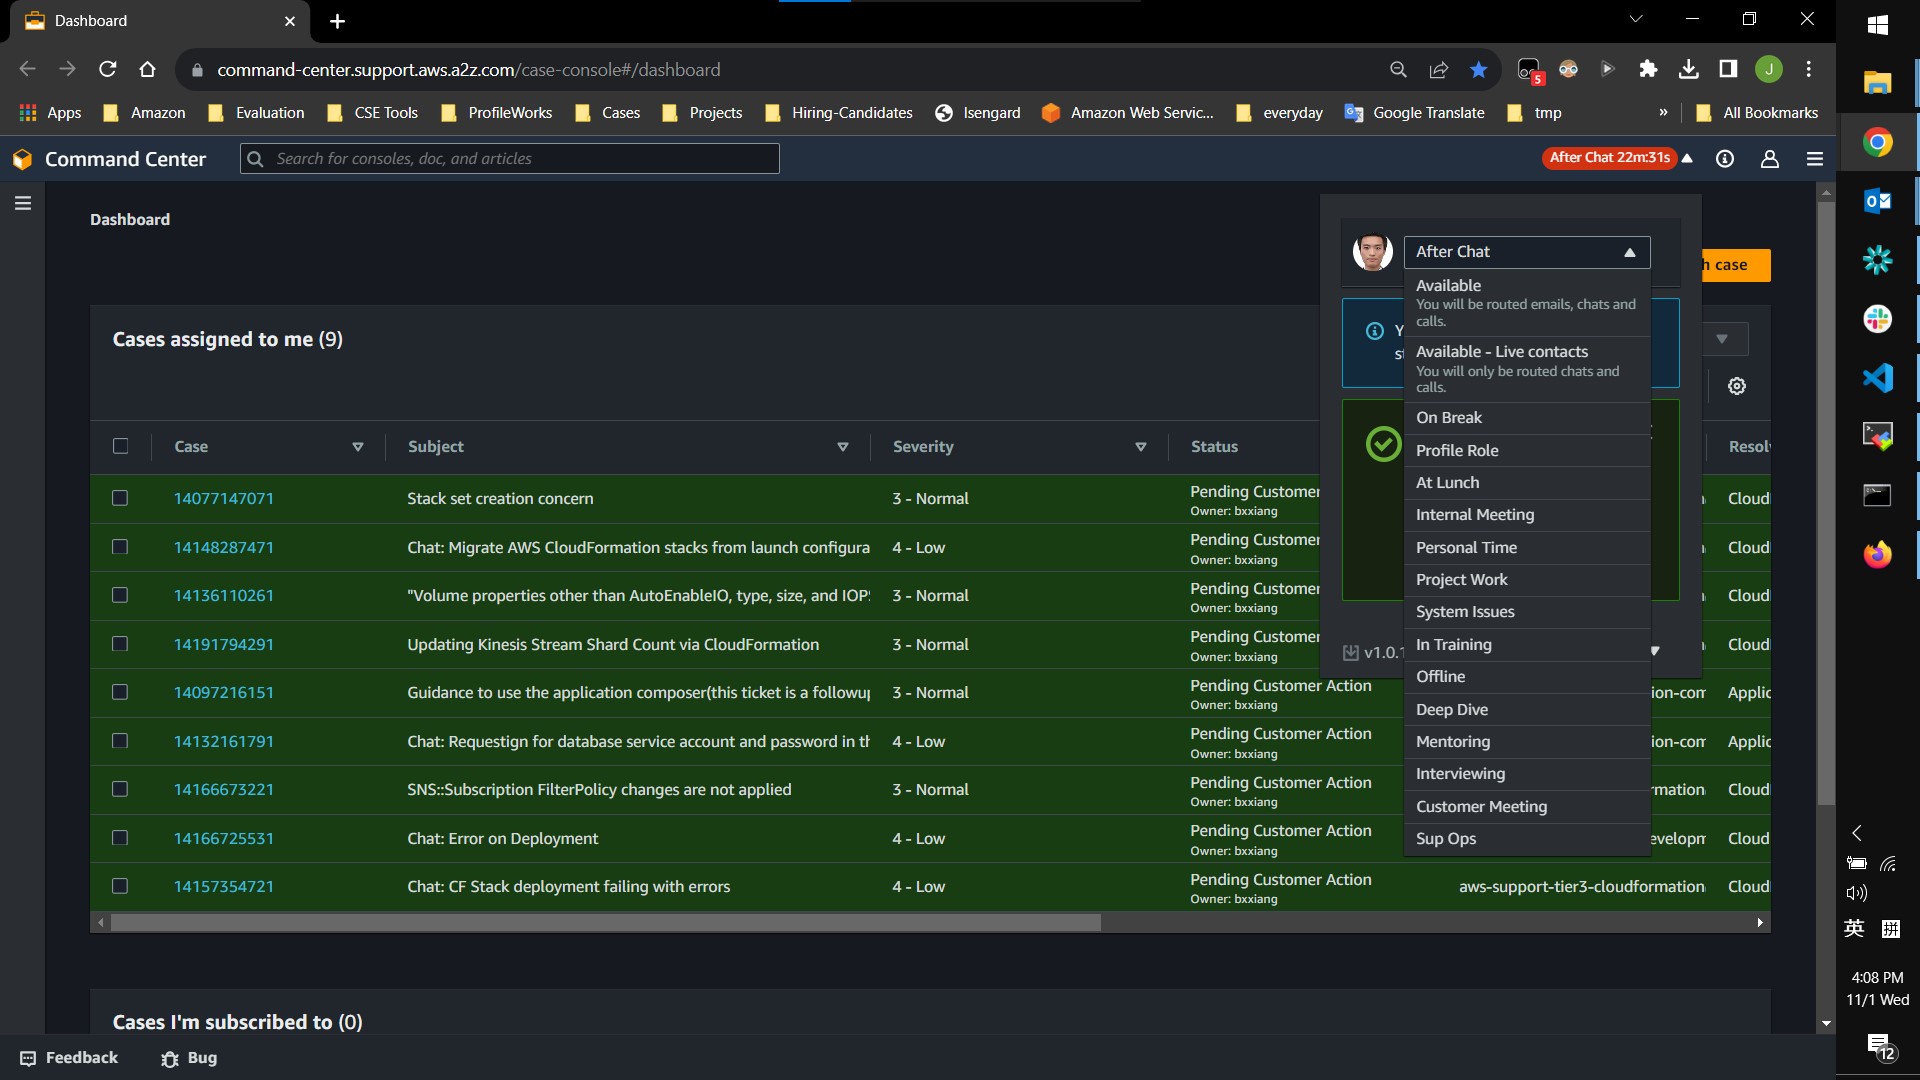 Dashboard
command-center.support.aws.a2z.com/case-console#/dashboard
5
J
Apps
Amazon
Evaluation
CSE Tools
ProfileWorks
Cases
Projects
Hiring-Candidates
Isengard
Amazon Web Servic...
everyday
Google Translate
tmp
»
All Bookmarks
Command Center
Search for consoles, doc, and articles
After Chat 22m:31s
Dashboard
After Chat
h case
Available
You will be routed emails, chats and
calls.
Available - Live contacts
You will only be routed chats and
calls.
On Break
Profile Role
At Lunch
Internal Meeting
Personal Time
Project Work
System Issues
In Training
Offline
Deep Dive
Mentoring
Interviewing
Customer Meeting
Sup Ops
v1.0.1
Cases assigned to me (9)
Case Subject Severity Status Resol
14077147071 Stack set creation concern 3 - Normal Pending Customer Cloud
Owner: bxxiang
14148287471 Chat: Migrate AWS CloudFormation stacks from launch configura 4 - Low Pending Customer Cloud
Owner: bxxiang
14136110261 "Volume properties other than AutoEnableIO, type, size, and IOPS 3 - Normal Pending Customer Cloud
Owner: bxxiang
14191794291 Updating Kinesis Stream Shard Count via CloudFormation 3 - Normal Pending Customer Cloud
Owner: bxxiang
14097216151 Guidance to use the application composer(this ticket is a followu 3 - Normal Pending Customer Action ion-com Applic
Owner: bxxiang
14132161791 Chat: Requestign for database service account and password in th 4 - Low Pending Customer Action ion-com Applic
Owner: bxxiang
14166673221 SNS::Subscription FilterPolicy changes are not applied 3 - Normal Pending Customer Action rmation Cloud
Owner: bxxiang
14166725531 Chat: Error on Deployment 4 - Low Pending Customer Action evelopm Cloud
Owner: bxxiang
14157354721 Chat: CF Stack deployment failing with errors 4 - Low Pending Customer Action aws-support-tier3-cloudformation Cloud
Owner: bxxiang
Cases I'm subscribed to (0)
Feedback
Bug
英 拼
4:08 PM
11/1 Wed
12